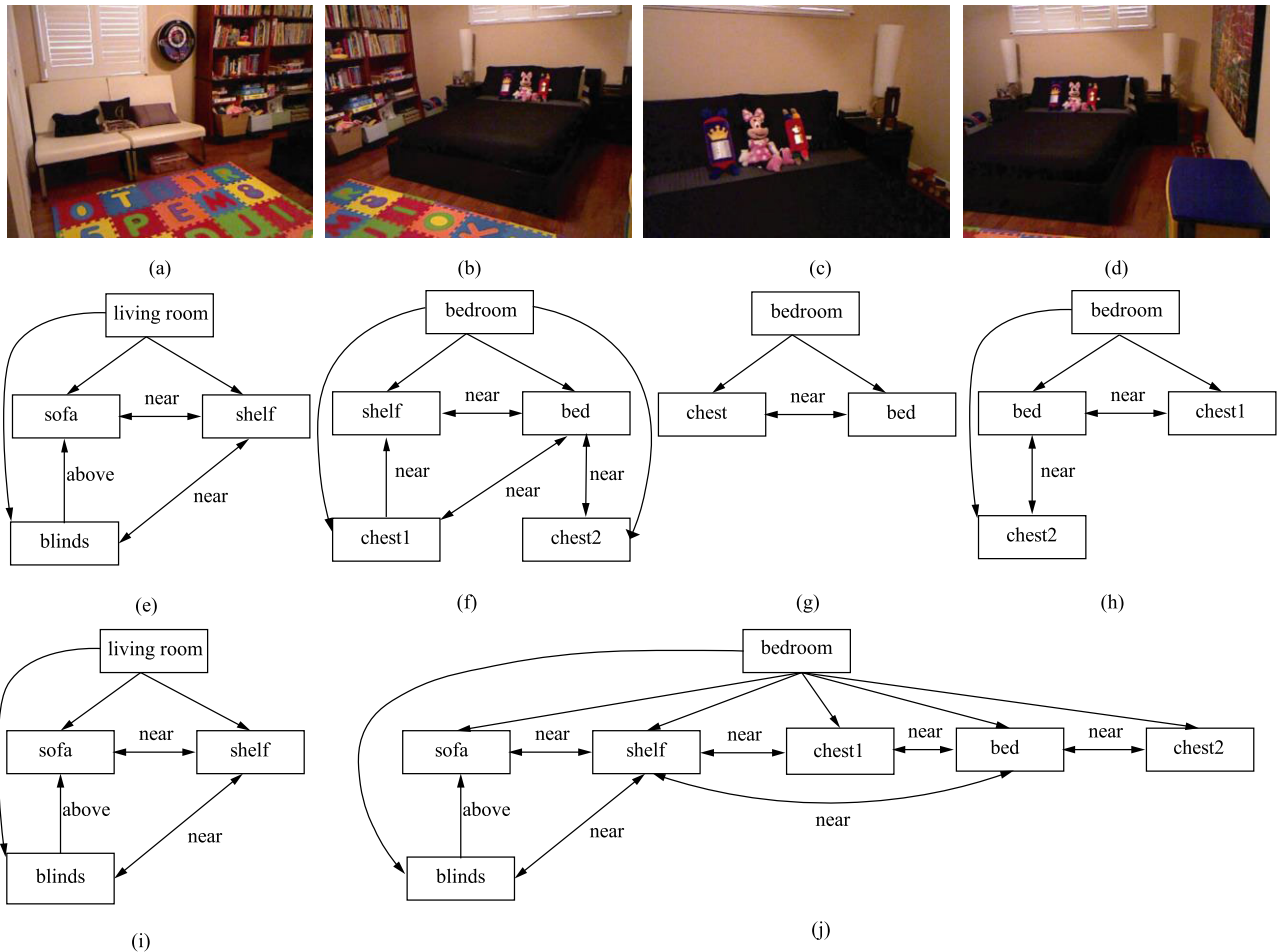 O T B I R
S P E M 8
D U J I
R 8
M I O X
(a) (b) (c) (d)
living room bedroom bedroom bedroom
near near near near
sofa shelf shelf bed chest bed bed chest1
above near near near near near
blinds chest1 chest2 chest2
(e) (f) (g) (h)
living room bedroom
near near near near near
sofa shelf sofa shelf chest1 bed chest2
above near above near near
blinds blinds
(i) (j)